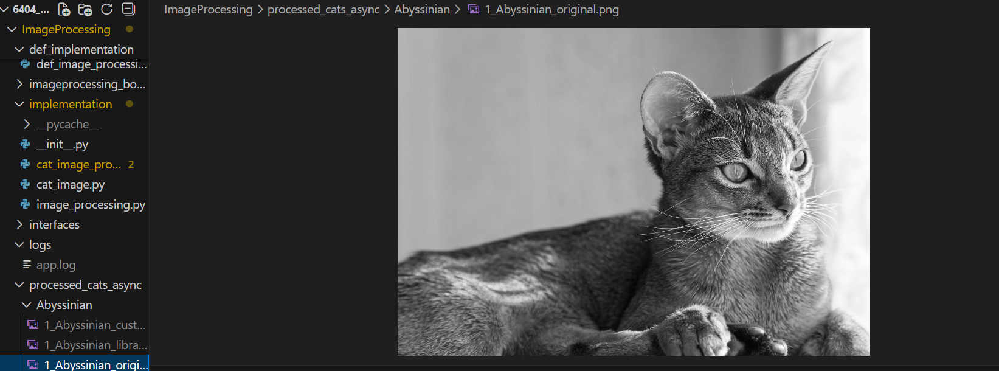 6404_...
ImageProcessing > processed_cats_async > Abyssinian > 1_Abyssinian_original.png
ImageProcessing
def_implementation
def_image_processi...
imageprocessing_bo...
implementation
__pycache__
__init__.py
cat_image_pro... 2
cat_image.py
image_processing.py
interfaces
logs
app.log
processed_cats_async
Abyssinian
1_Abyssinian_cust...
1_Abyssinian_libra...
1_Abyssinian_origi...